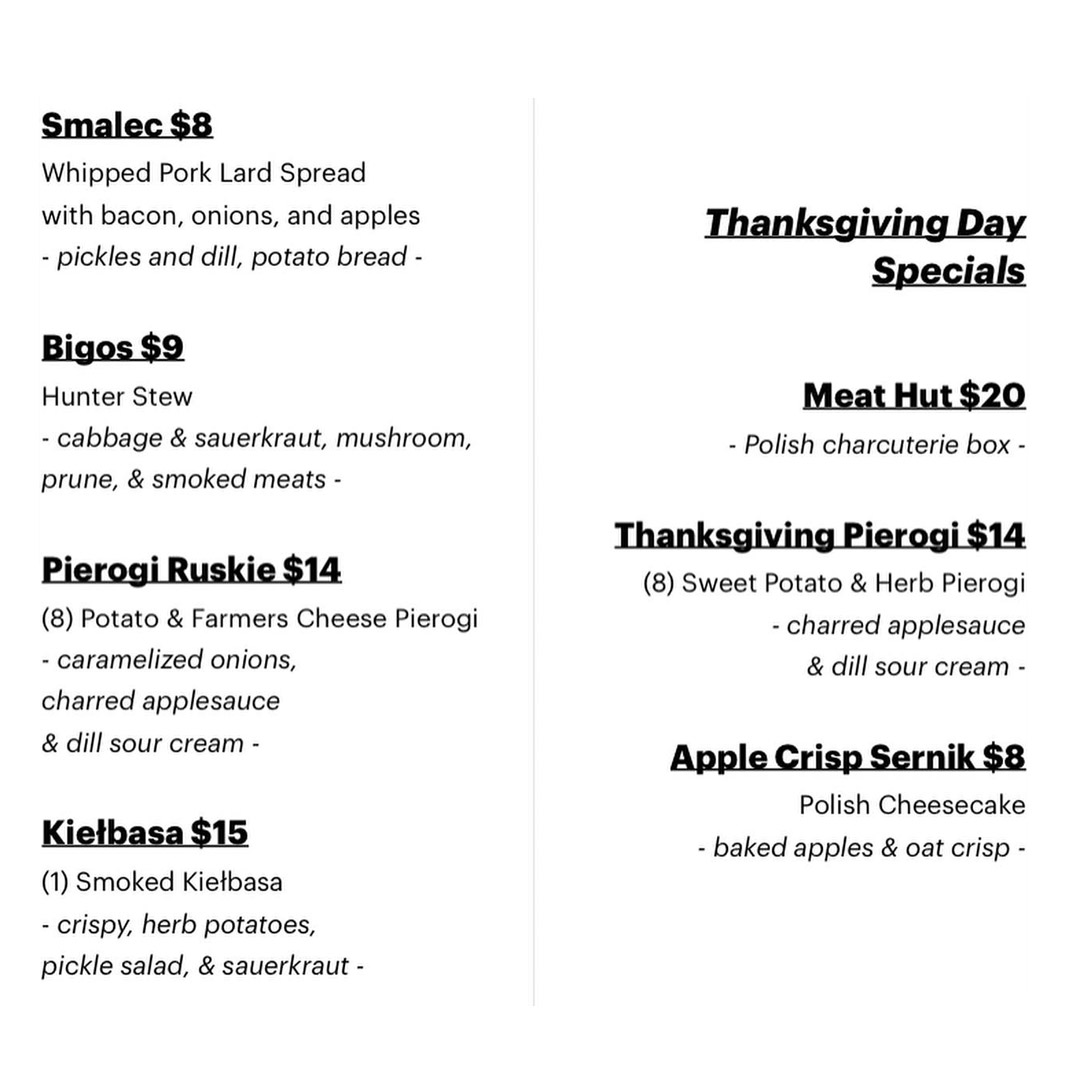 Smalec $8
Whipped Pork Lard Spread
with bacon, onions, and apples
- pickles and dill, potato bread -
Bigos $9
Hunter Stew
- cabbage & sauerkraut, mushroom,
prune, & smoked meats -
Pierogi Ruskie $14
(8) Potato & Farmers Cheese Pierogi
- caramelized onions,
charred applesauce
& dill sour cream -
Kiełbasa $15
(1) Smoked Kiełbasa
- crispy, herb potatoes,
pickle salad, & sauerkraut -
Thanksgiving Day
Specials
Meat Hut $20
- Polish charcuterie box -
Thanksgiving Pierogi $14
(8) Sweet Potato & Herb Pierogi
- charred applesauce
& dill sour cream -
Apple Crisp Sernik $8
Polish Cheesecake
- baked apples & oat crisp -